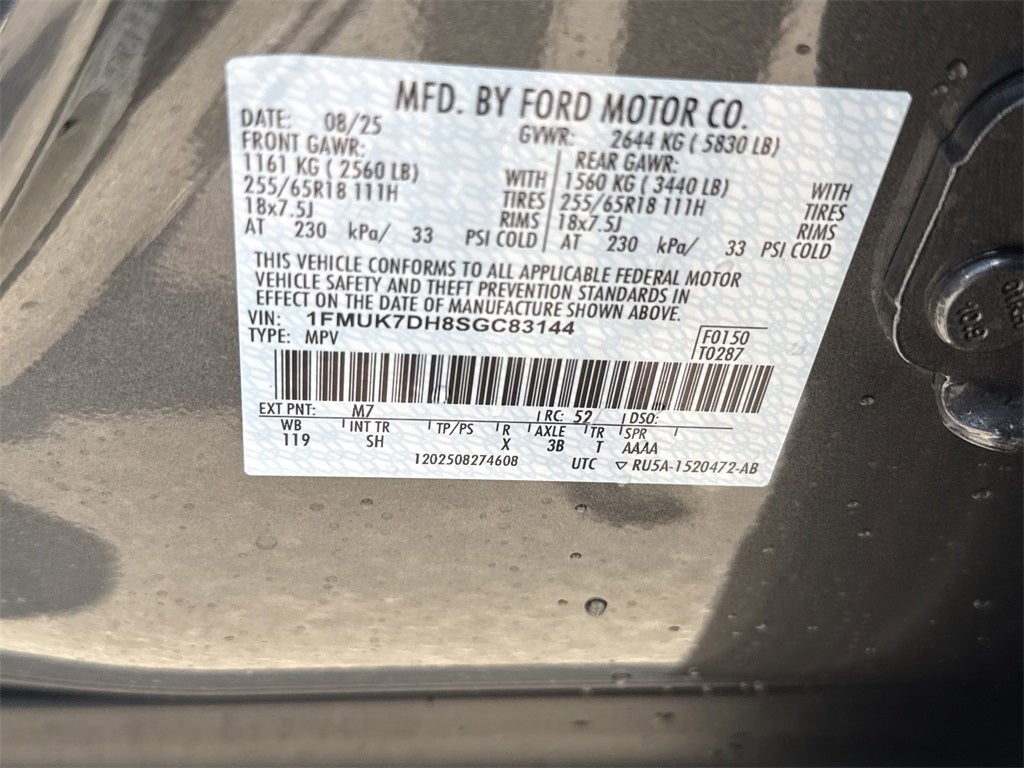 MFD. BY FORD MOTOR CO.
DATE: 08/25 GVWR: 2644 KG ( 5830 LB)
FRONT GAWR: REAR GAWR:
1161 KG ( 2560 LB) WITH 1560 KG ( 3440 LB) WITH
255/65R18 111H TIRES 255/65R18 111H TIRES
18x7.5J RIMS 18x7.5J RIMS
AT 230 kPa/ 33 PSI COLD AT 230 kPa/ 33 PSI COLD
THIS VEHICLE CONFORMS TO ALL APPLICABLE FEDERAL MOTOR
VEHICLE SAFETY AND THEFT PREVENTION STANDARDS IN
EFFECT ON THE DATE OF MANUFACTURE SHOWN ABOVE.
VIN: 1FMUK7DH8SGC83144
TYPE: MPV F0150
T0287
EXT PNT: M7 RC: 52 DSO:
WB INT TR TP/PS R AXLE TR SPR
119 SH X 3B T AAAA
1202508274608 UTC ▽ RU5A-1520472-AB
10.9